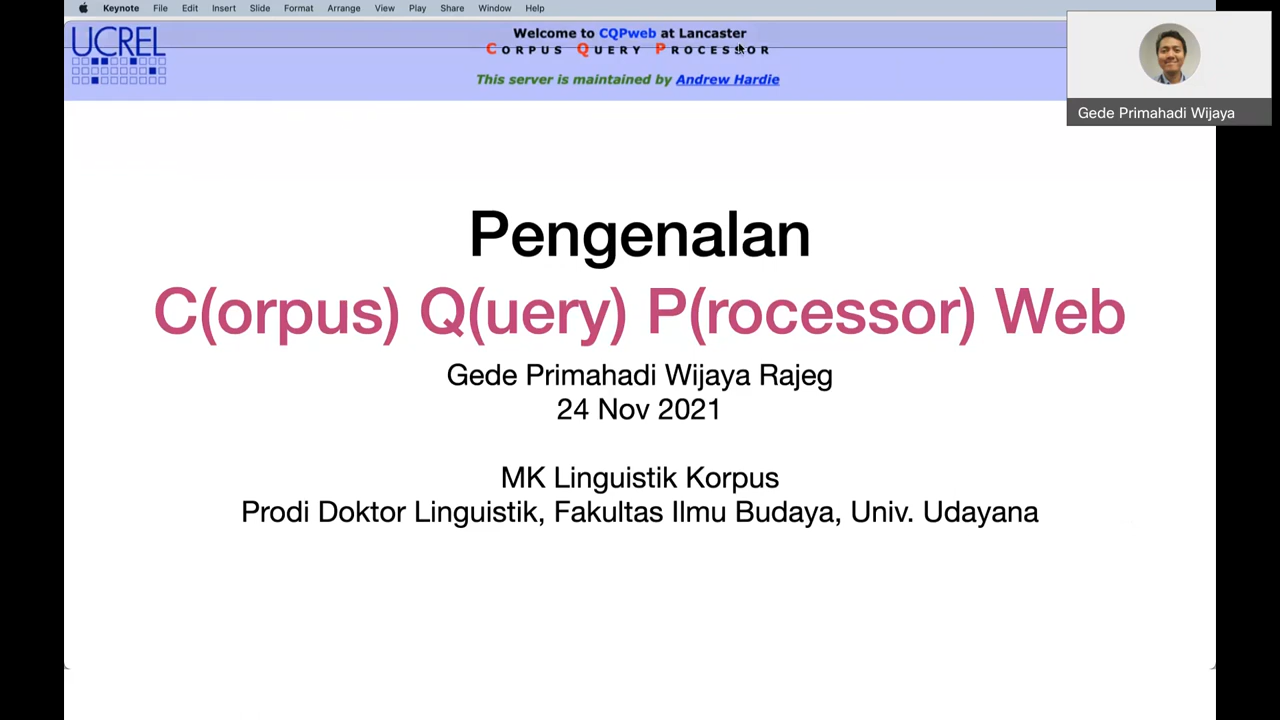 Keynote File Edit Insert Slide Format Arrange View Play Share Window Help
UCREL
Welcome to CQPweb at Lancaster
CORPUS QUERY PROCESSOR
This server is maintained by Andrew Hardie
Gede Primahadi Wijaya
Pengenalan
C(orpus) Q(uery) P(rocessor) Web
Gede Primahadi Wijaya Rajeg
24 Nov 2021
MK Linguistik Korpus
Prodi Doktor Linguistik, Fakultas Ilmu Budaya, Univ. Udayana